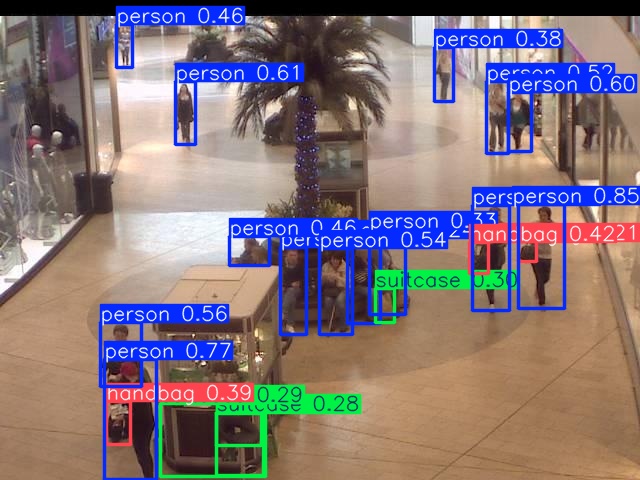 person 0.46
person 0.38
person 0.61
person 0.52
person 0.60
person 0.85
person 0.46
person 0.33
person 0.54
handbag 0.4221
suitcase 0.30
person 0.56
person 0.77
handbag 0.39
0.29
suitcase 0.28